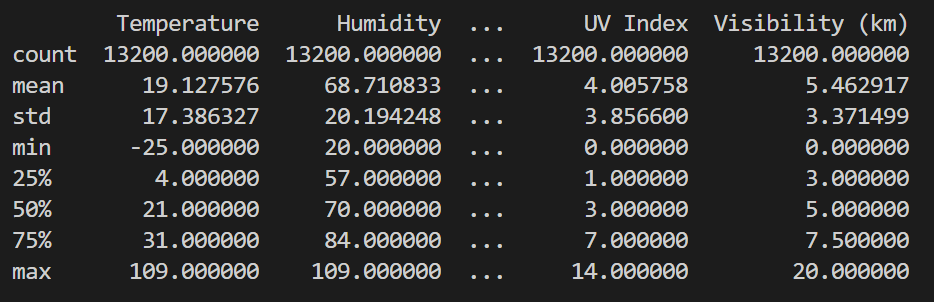 Temperature Humidity ... UV Index Visibility (km)
count 13200.000000 13200.000000 ... 13200.000000 13200.000000
mean 19.127576 68.710833 ... 4.005758 5.462917
std 17.386327 20.194248 ... 3.856600 3.371499
min -25.000000 20.000000 ... 0.000000 0.000000
25% 4.000000 57.000000 ... 1.000000 3.000000
50% 21.000000 70.000000 ... 3.000000 5.000000
75% 31.000000 84.000000 ... 7.000000 7.500000
max 109.000000 109.000000 ... 14.000000 20.000000